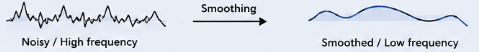 Smoothing
Noisy / High frequency
Smoothed / Low frequency